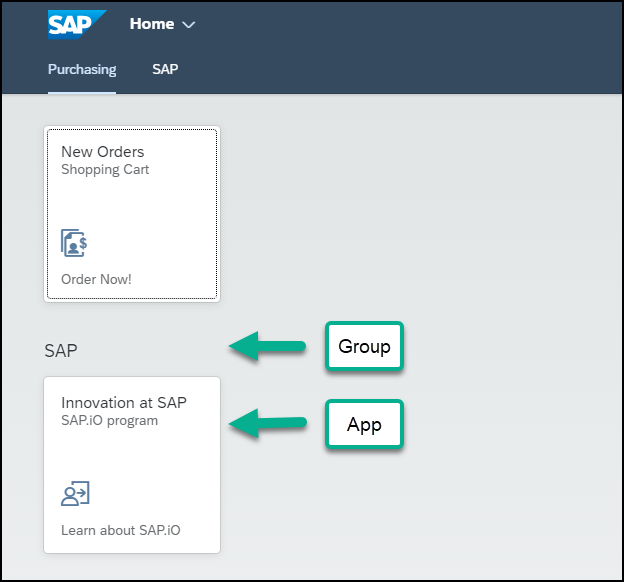 SAP Home
Purchasing SAP
New Orders
Shopping Cart
$
Order Now!
SAP
Group
Innovation at SAP
SAP.iO program
App
Learn about SAP.iO